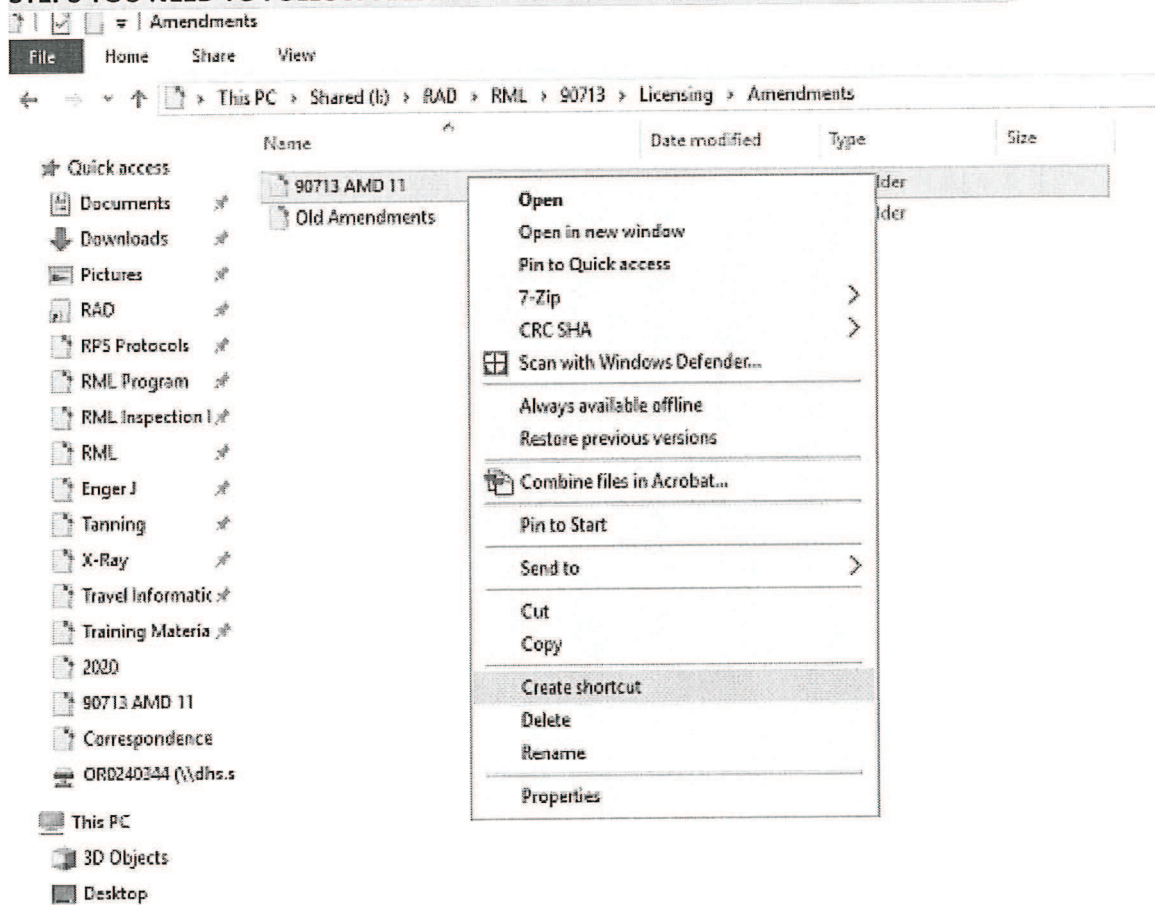 Amendments
File Home Share View
This PC > Shared (I:) > RAD > RML > 90713 > Licensing > Amendments
Name Date modified Type Size
Quick access
Documents
Downloads
Pictures
RAD
RPS Protocols
RML Program
RML Inspection I
RML
Enger J
Tanning
X-Ray
Travel Informatic
Training Materia
2020
90713 AMD 11
Correspondence
OR0240344 (\\dhs.s
This PC
3D Objects
Desktop
90713 AMD 11 lder
Old Amendments lder
Open
Open in new window
Pin to Quick access
7-Zip
CRC SHA
Scan with Windows Defender...
Always available offline
Restore previous versions
Combine files in Acrobat...
Pin to Start
Send to
Cut
Copy
Create shortcut
Delete
Rename
Properties